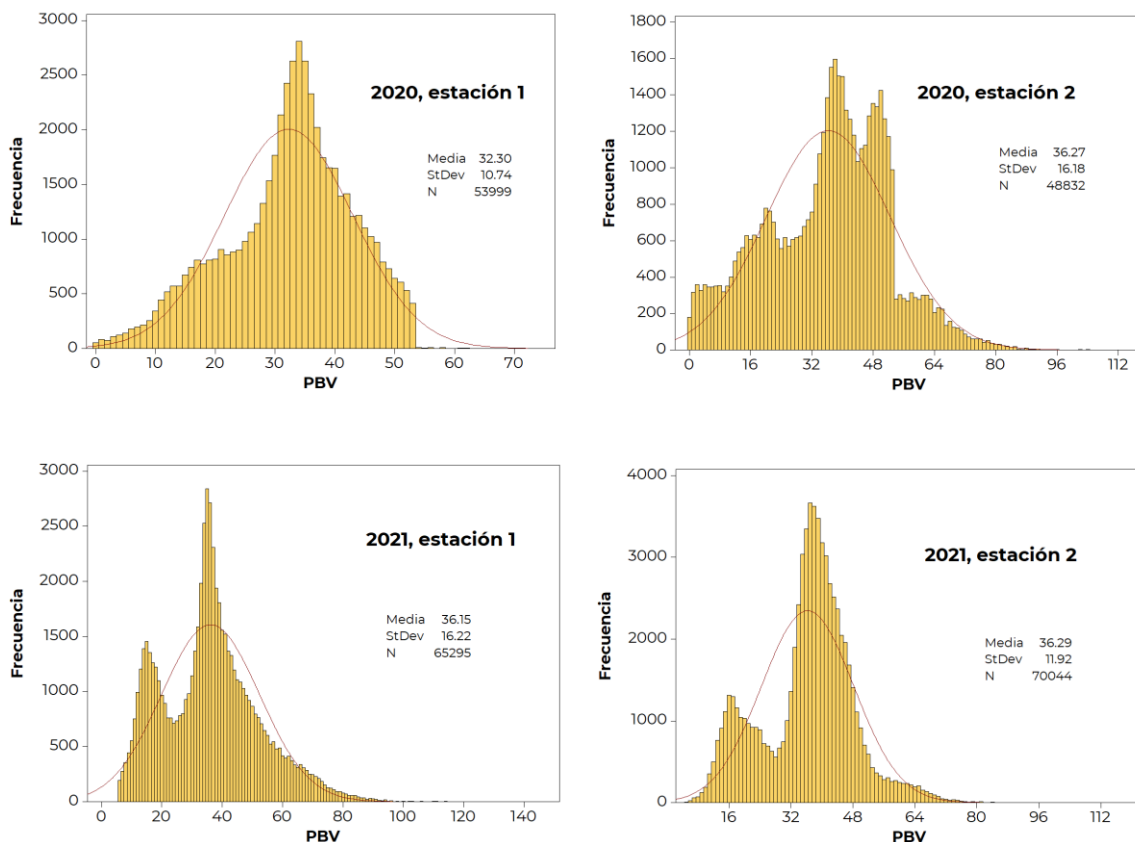 2020, estación 1
Frecuencia
3000
2500
2000
1500
1000
500
0
Media 32.30
StDev 10.74
N 53999
0 10 20 30 40 50 60 70
PBV
2020, estación 2
Frecuencia
1800
1600
1400
1200
1000
800
600
400
200
0
Media 36.27
StDev 16.18
N 48832
0 16 32 48 64 80 96 112
PBV
2021, estación 1
Frecuencia
3000
2500
2000
1500
1000
500
0
Media 36.15
StDev 16.22
N 65295
0 20 40 60 80 100 120 140
PBV
2021, estación 2
Frecuencia
4000
3000
2000
1000
0
Media 36.29
StDev 11.92
N 70044
16 32 48 64 80 96 112
PBV